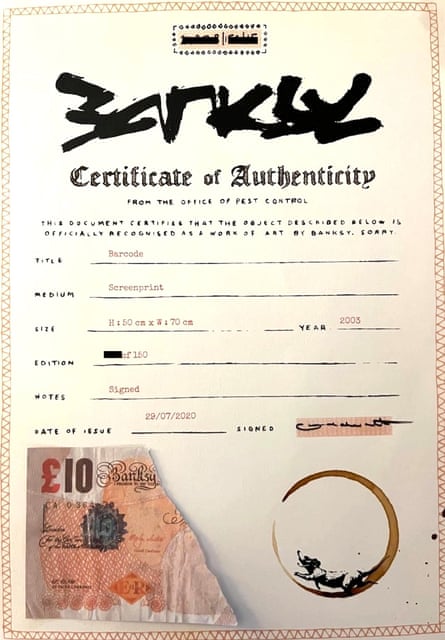 BANKSY
Certificate of Authenticity
FROM THE OFFICE OF PEST CONTROL
THIS DOCUMENT CERTIFIES THAT THE OBJECT DESCRIBED BELOW IS
OFFICIALLY RECOGNISED AS A WORK OF ART BY BANKSY. SORRY.
TITLE Barcode
MEDIUM Screenprint
SIZE H:50 cm x W:70 cm YEAR 2003
EDITION of 150
NOTES Signed
DATE OF ISSUE 29/07/2020 SIGNED
£10 Banksy